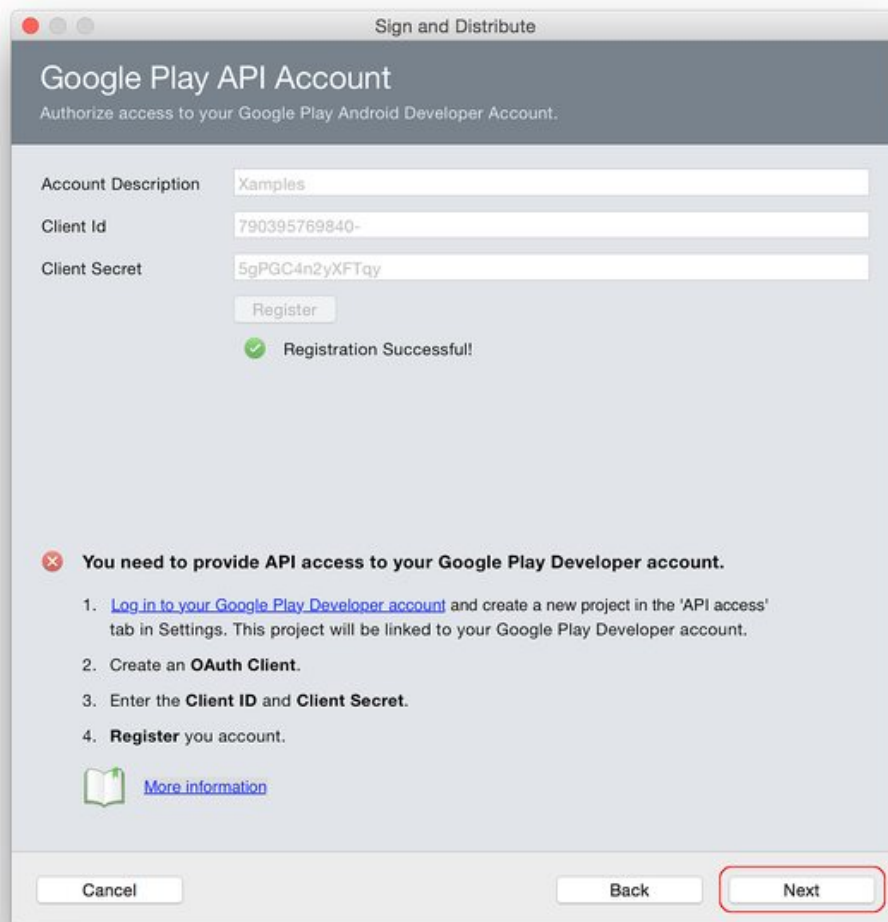 Sign and Distribute
Google Play API Account
Authorize access to your Google Play Android Developer Account.
Account Description Xamples
Client Id 790395769840-
Client Secret 5gPGC4n2yXFTqy
Register
Registration Successful!
You need to provide API access to your Google Play Developer account.
1. Log in to your Google Play Developer account and create a new project in the 'API access'
tab in Settings. This project will be linked to your Google Play Developer account.
2. Create an OAuth Client.
3. Enter the Client ID and Client Secret.
4. Register you account.
More information
Cancel Back Next